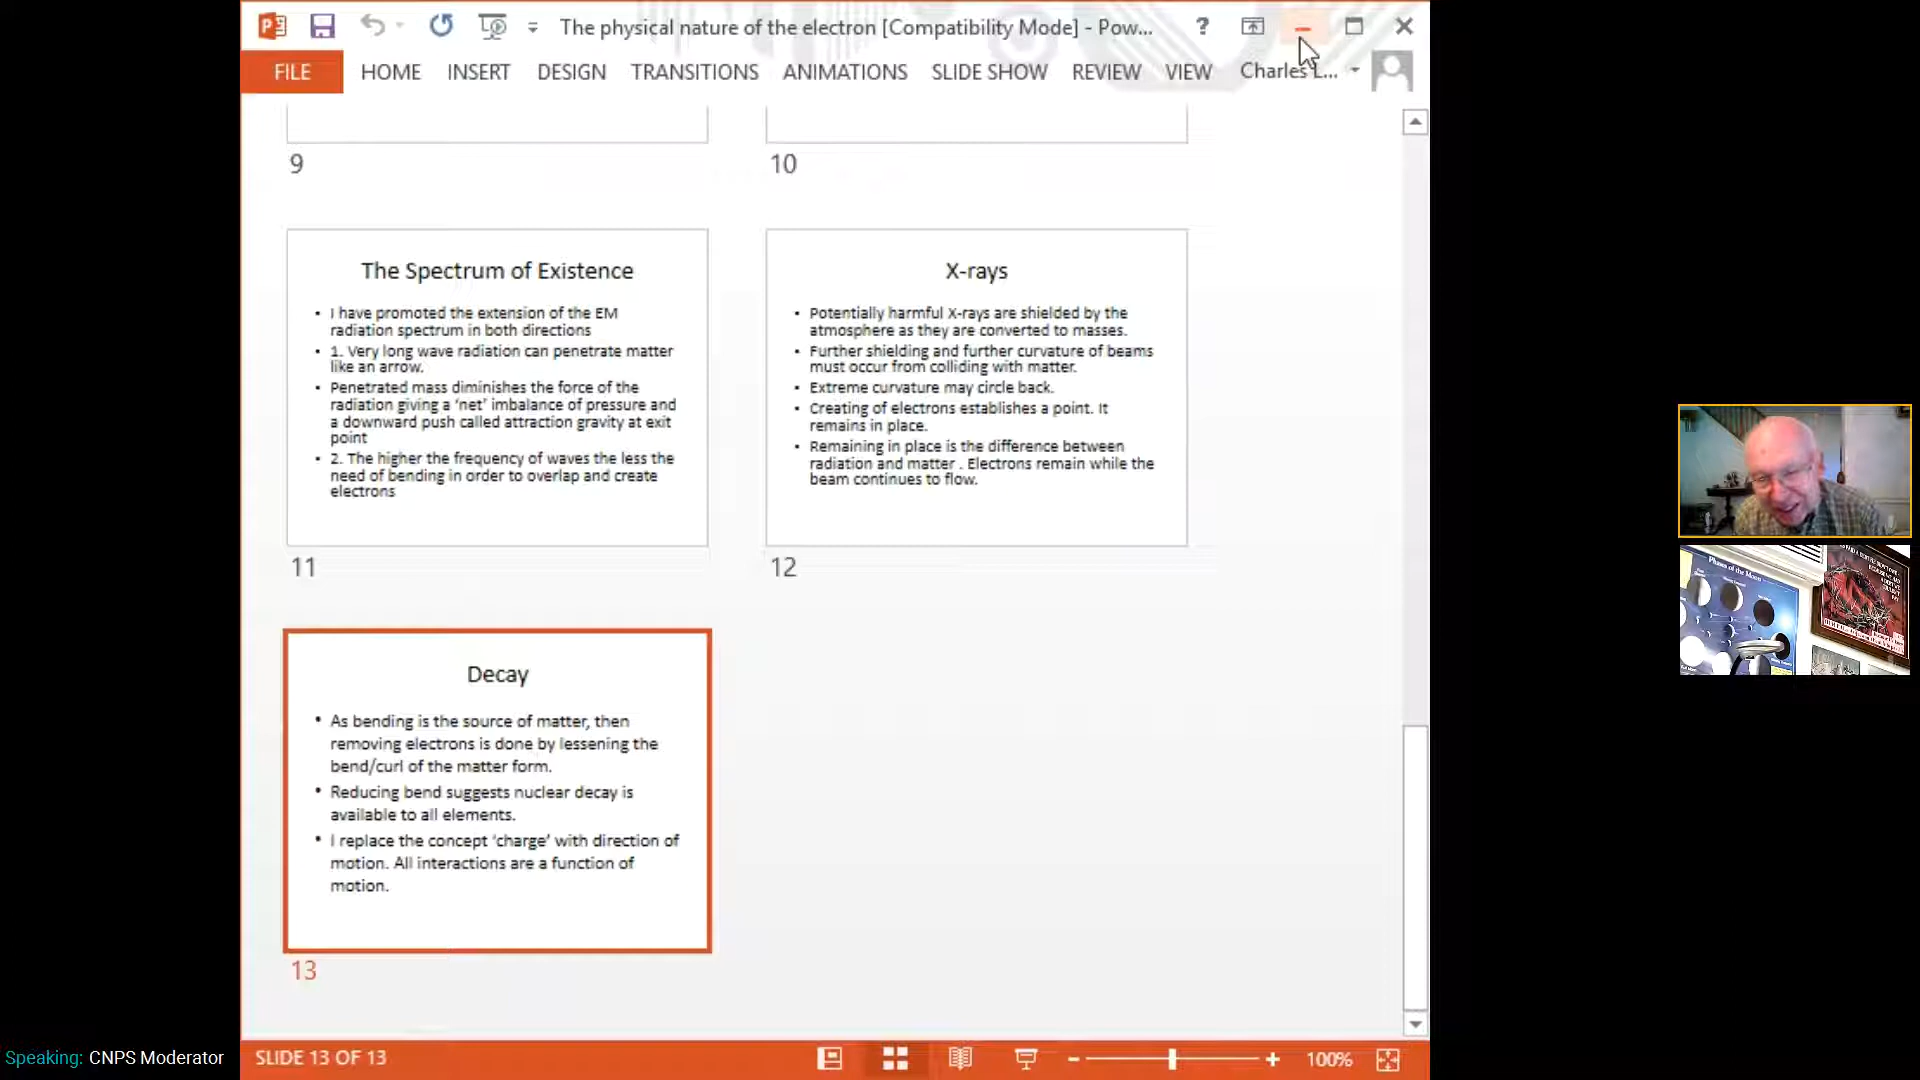 The physical nature of the electron [Compatibility Mode] - Pow...
?
FILE HOME INSERT DESIGN TRANSITIONS ANIMATIONS SLIDE SHOW REVIEW VIEW Charles L...
9
10
The Spectrum of Existence
• I have promoted the extension of the EM
radiation spectrum in both directions
• 1. Very long wave radiation can penetrate matter
like an arrow.
• Penetrated mass diminishes the force of the
radiation giving a ‘net’ imbalance of pressure and
a downward push called attraction gravity at exit
point
• 2. The higher the frequency of waves the less the
need of bending in order to overlap and create
electrons
11
X-rays
• Potentially harmful X-rays are shielded by the
atmosphere as they are converted to masses.
• Further shielding and further curvature of beams
must occur from colliding with matter.
• Extreme curvature may circle back.
• Creating of electrons establishes a point. It
remains in place.
• Remaining in place is the difference between
radiation and matter . Electrons remain while the
beam continues to flow.
12
Decay
• As bending is the source of matter, then
removing electrons is done by lessening the
bend/curl of the matter form.
• Reducing bend suggests nuclear decay is
available to all elements.
• I replace the concept ‘charge’ with direction of
motion. All interactions are a function of
motion.
13
Phases of the Moon
Speaking: CNPS Moderator
SLIDE 13 OF 13
100%